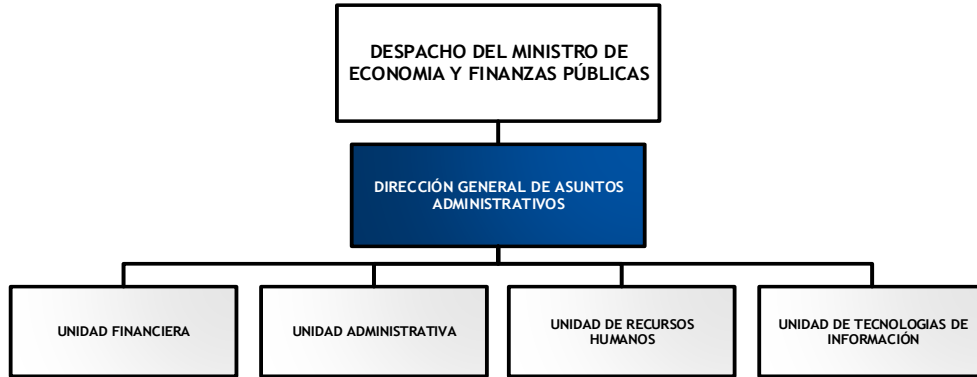 DESPACHO DEL MINISTRO DE
ECONOMIA Y FINANZAS PÚBLICAS
DIRECCIÓN GENERAL DE ASUNTOS
ADMINISTRATIVOS
UNIDAD FINANCIERA
UNIDAD ADMINISTRATIVA
UNIDAD DE RECURSOS
HUMANOS
UNIDAD DE TECNOLOGIAS DE
INFORMACIÓN